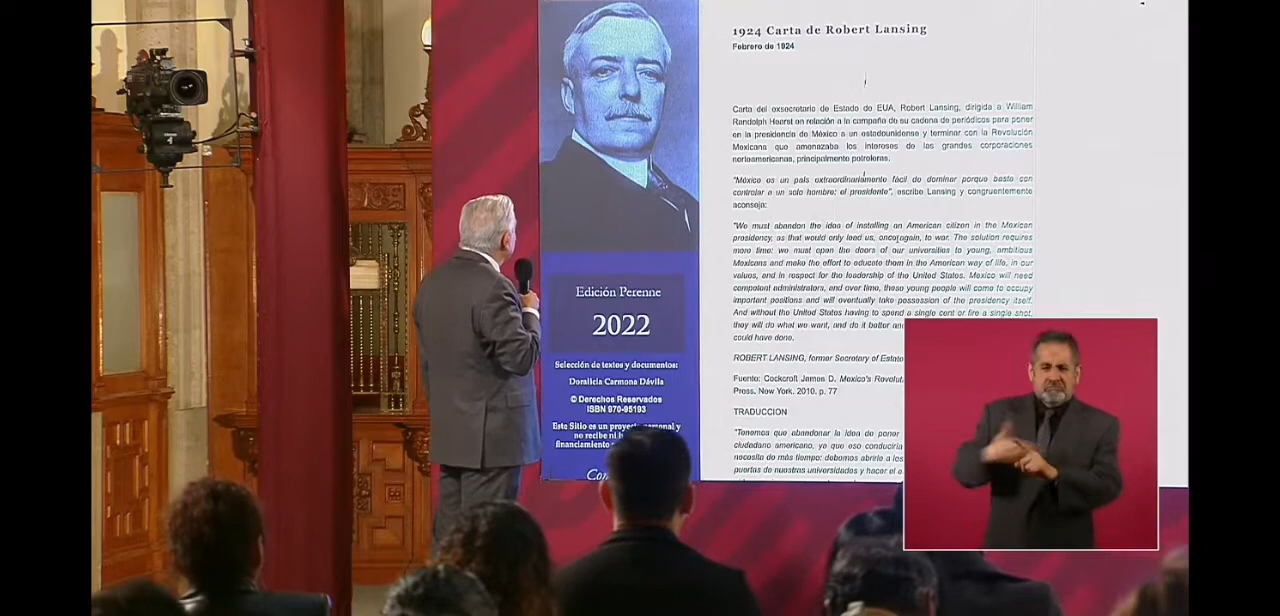 1924 Carta de Robert Lansing
Febrero de 1924
Carta del exsecretario de Estado de EUA, Robert Lansing, dirigida a William
Randolph Hearst en relación a la campaña de su cadena de periódicos para poner
en la presidencia de México a un estadounidense y terminar con la Revolución
Mexicana que amenazaba los intereses de las grandes corporaciones
norteamericanas, principalmente petroleras.
"México es un país extraordinariamente fácil de dominar porque basta con
controlar a un solo hombre: el presidente", escribe Lansing y congruentemente
aconseja:
"We must abandon the idea of installing an American citizen in the Mexican
presidency, as that would only lead us, once again, to war. The solution requires
more time: we must open the doors of our universities to young, ambitious
Mexicans and make the effort to educate them in the American way of life, in our
values, and in respect for the leadership of the United States. Mexico will need
competent administrators, and over time, these young people will come to occupy
important positions and will eventually take possession of the presidency itself.
And without the United States having to spend a single cent or fire a single shot,
they will do what we want, and do it better and
could have done.
ROBERT LANSING, former Secretary of Estate
Fuente: Cockcroft James D. Mexico's Revolut
Press. New York. 2010. p. 77
TRADUCCION
"Tenemos que abandonar la idea de poner
ciudadano americano, ya que eso conduciría
necesita de más tiempo: debemos abrirle a los
puertas de nuestras universidades y hacer el e
Edición Perenne
2022
Selección de textos y documentos:
Doralicia Carmona Dávila
© Derechos Reservados
ISBN 970-95193
Este Sitio es un proyecto personal y
no recibe ni
financiamiento
Con